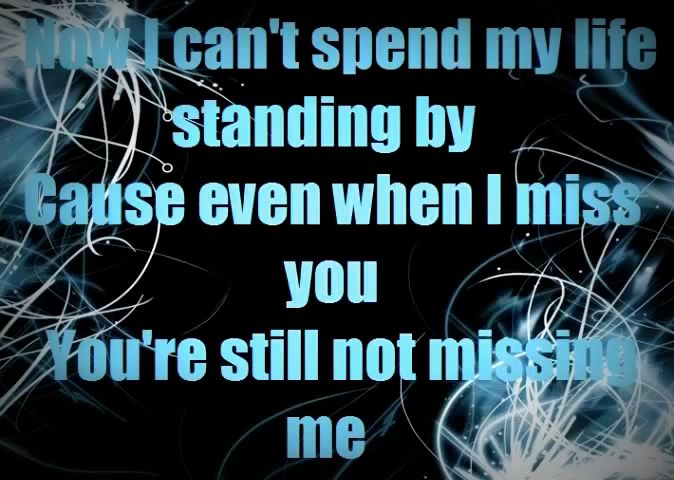 Now I can't spend my life
standing by
Cause even when I miss
you
You're still not missing
me